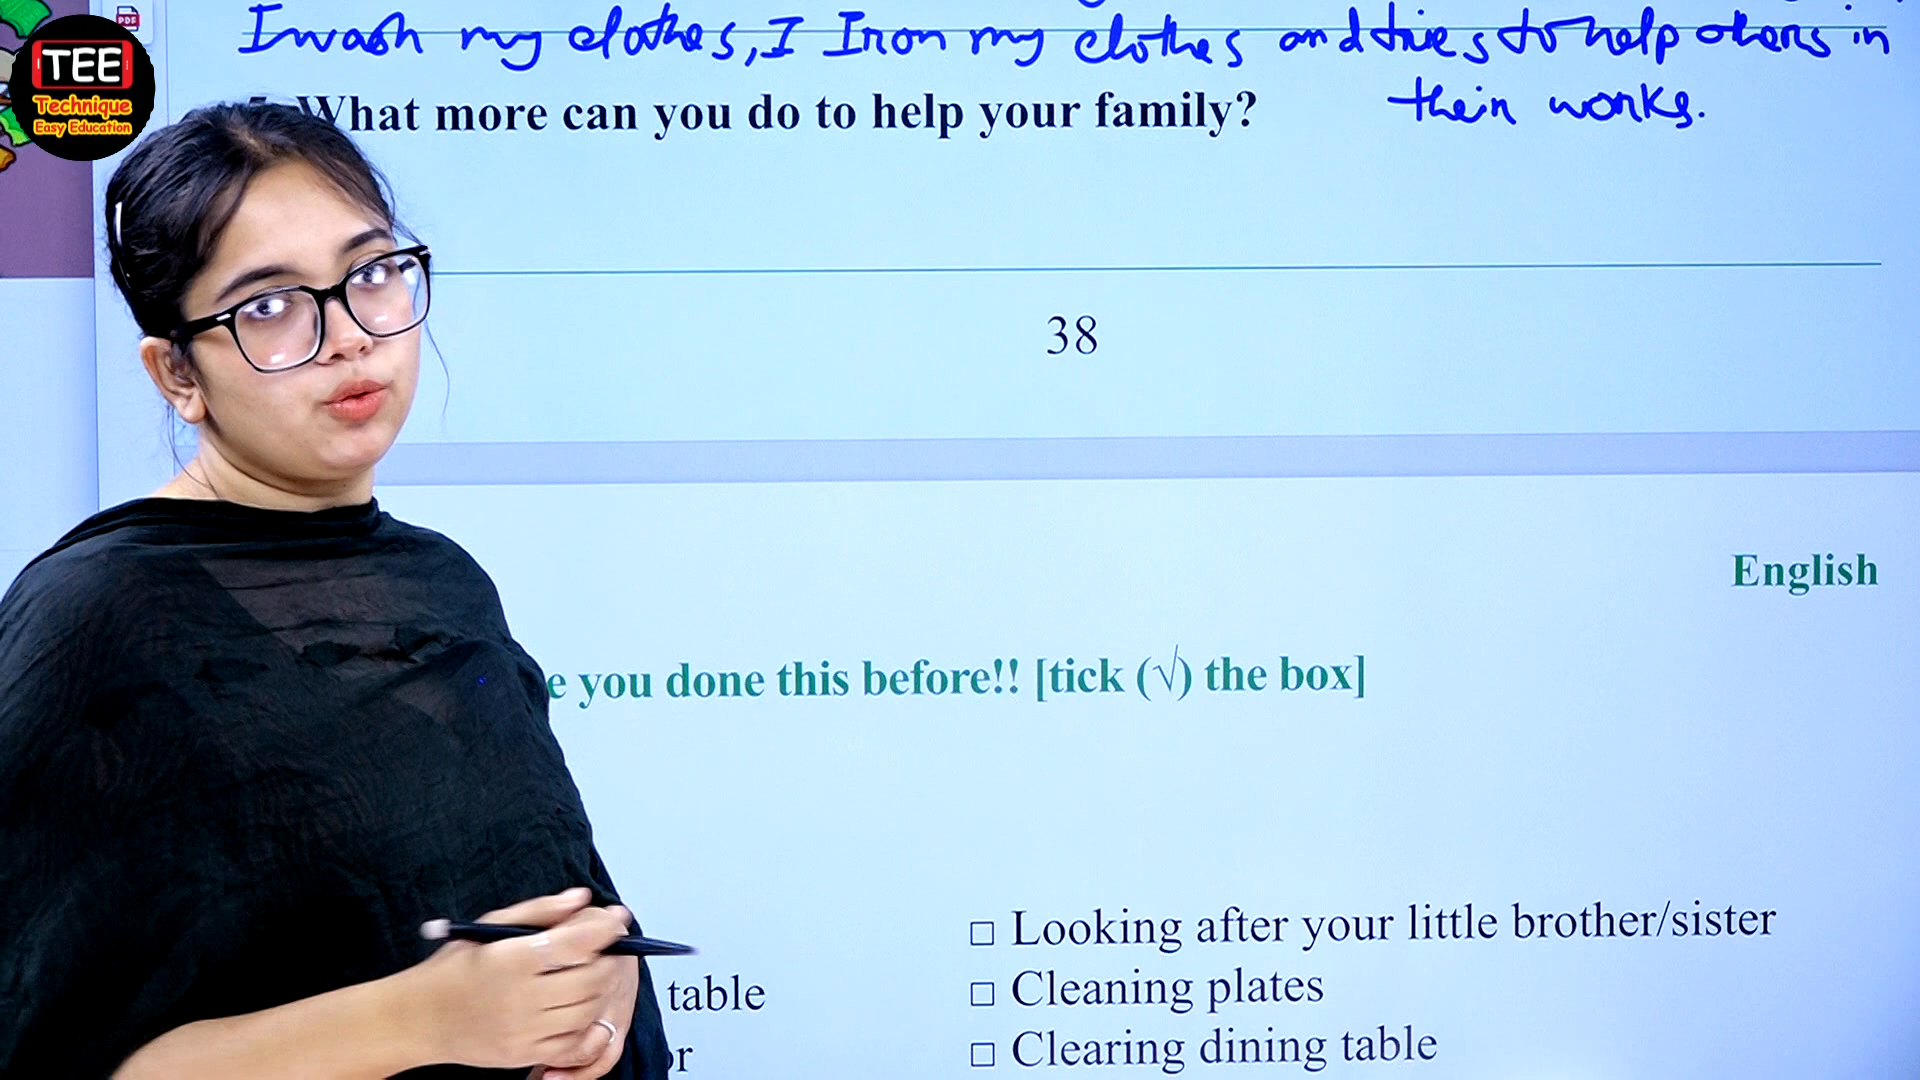 PDF
TEE
Technique
Easy Education
I wash my clothes, I Iron my clothes and tries to help others in
their works.
What more can you do to help your family?
38
English
e you done this before!! [tick (√) the box]
□ Looking after your little brother/sister
table
□ Cleaning plates
or
□ Clearing dining table